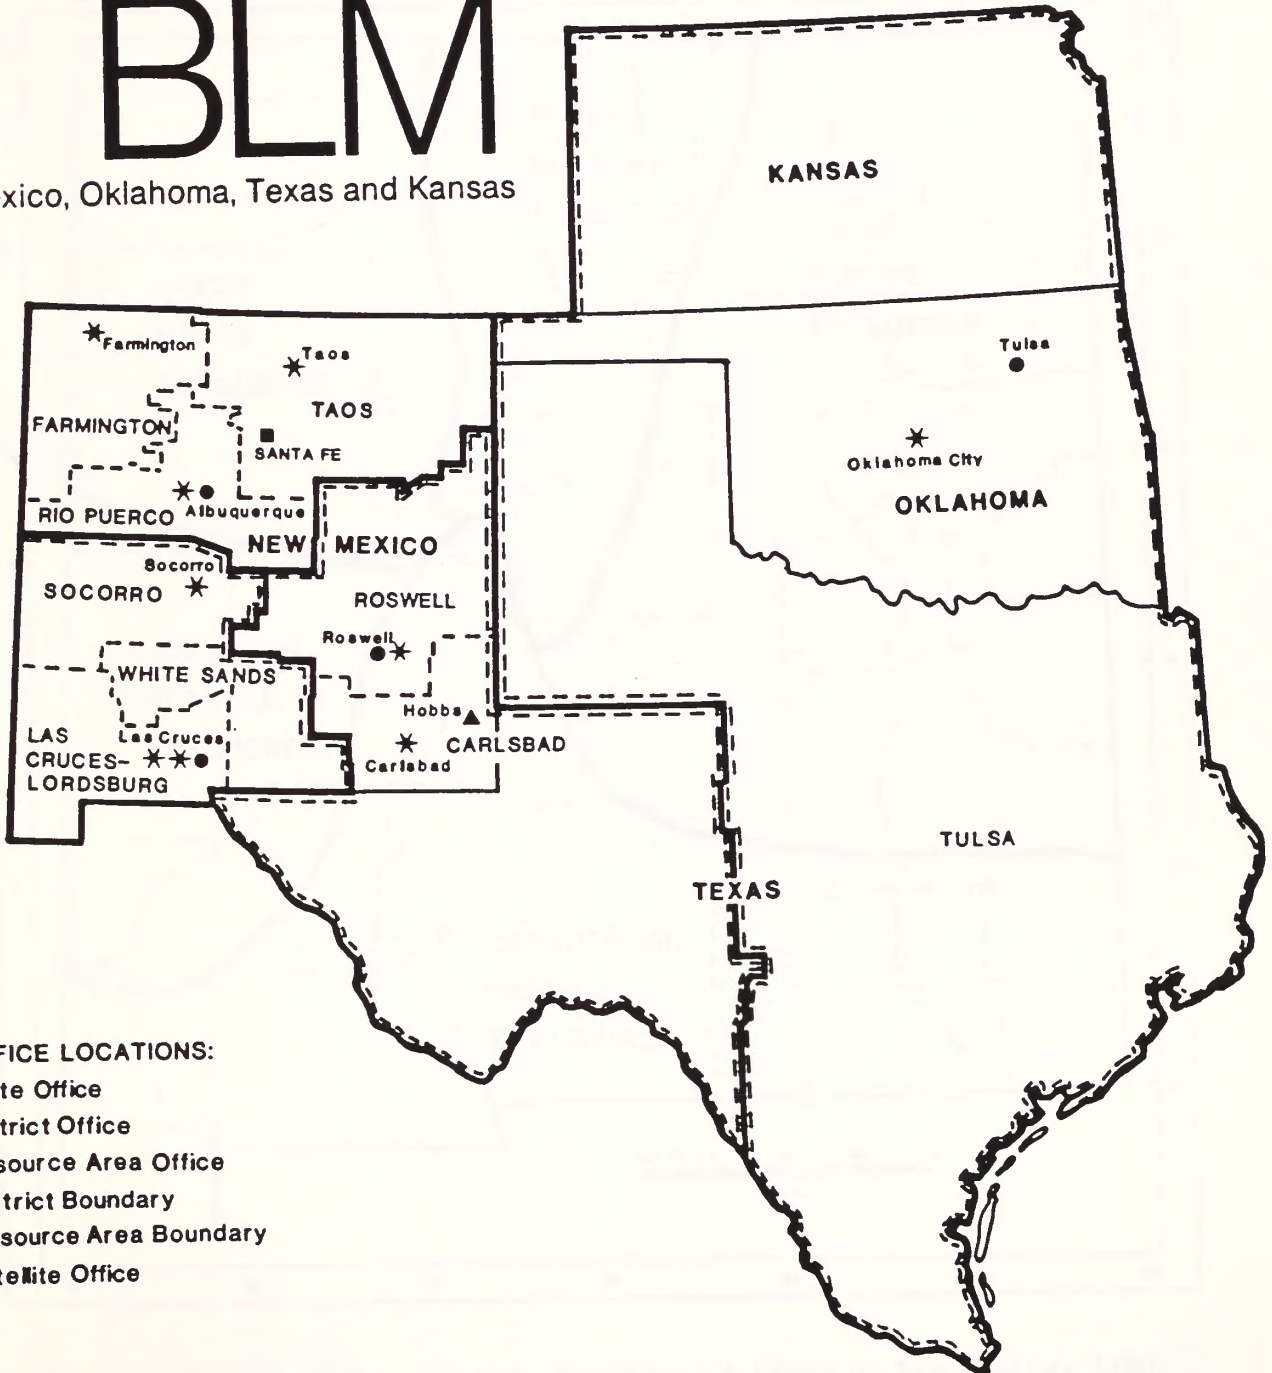 BLM
xico, Oklahoma, Texas and Kansas
KANSAS
Farmington
Taos
Tulsa
TAOS
FARMINGTON
SANTA FE
Oklahoma City
OKLAHOMA
RIO PUERCO
Albuquerque
NEW MEXICO
Socorro
SOCORRO
ROSWELL
Roswell
WHITE SANDS
Hobbs
LAS
CRUCES-
LORDSBURG
Las Cruces
CARLSBAD
Carlsbad
TULSA
TEXAS
FICE LOCATIONS:
te Office
trict Office
source Area Office
trict Boundary
source Area Boundary
tellite Office